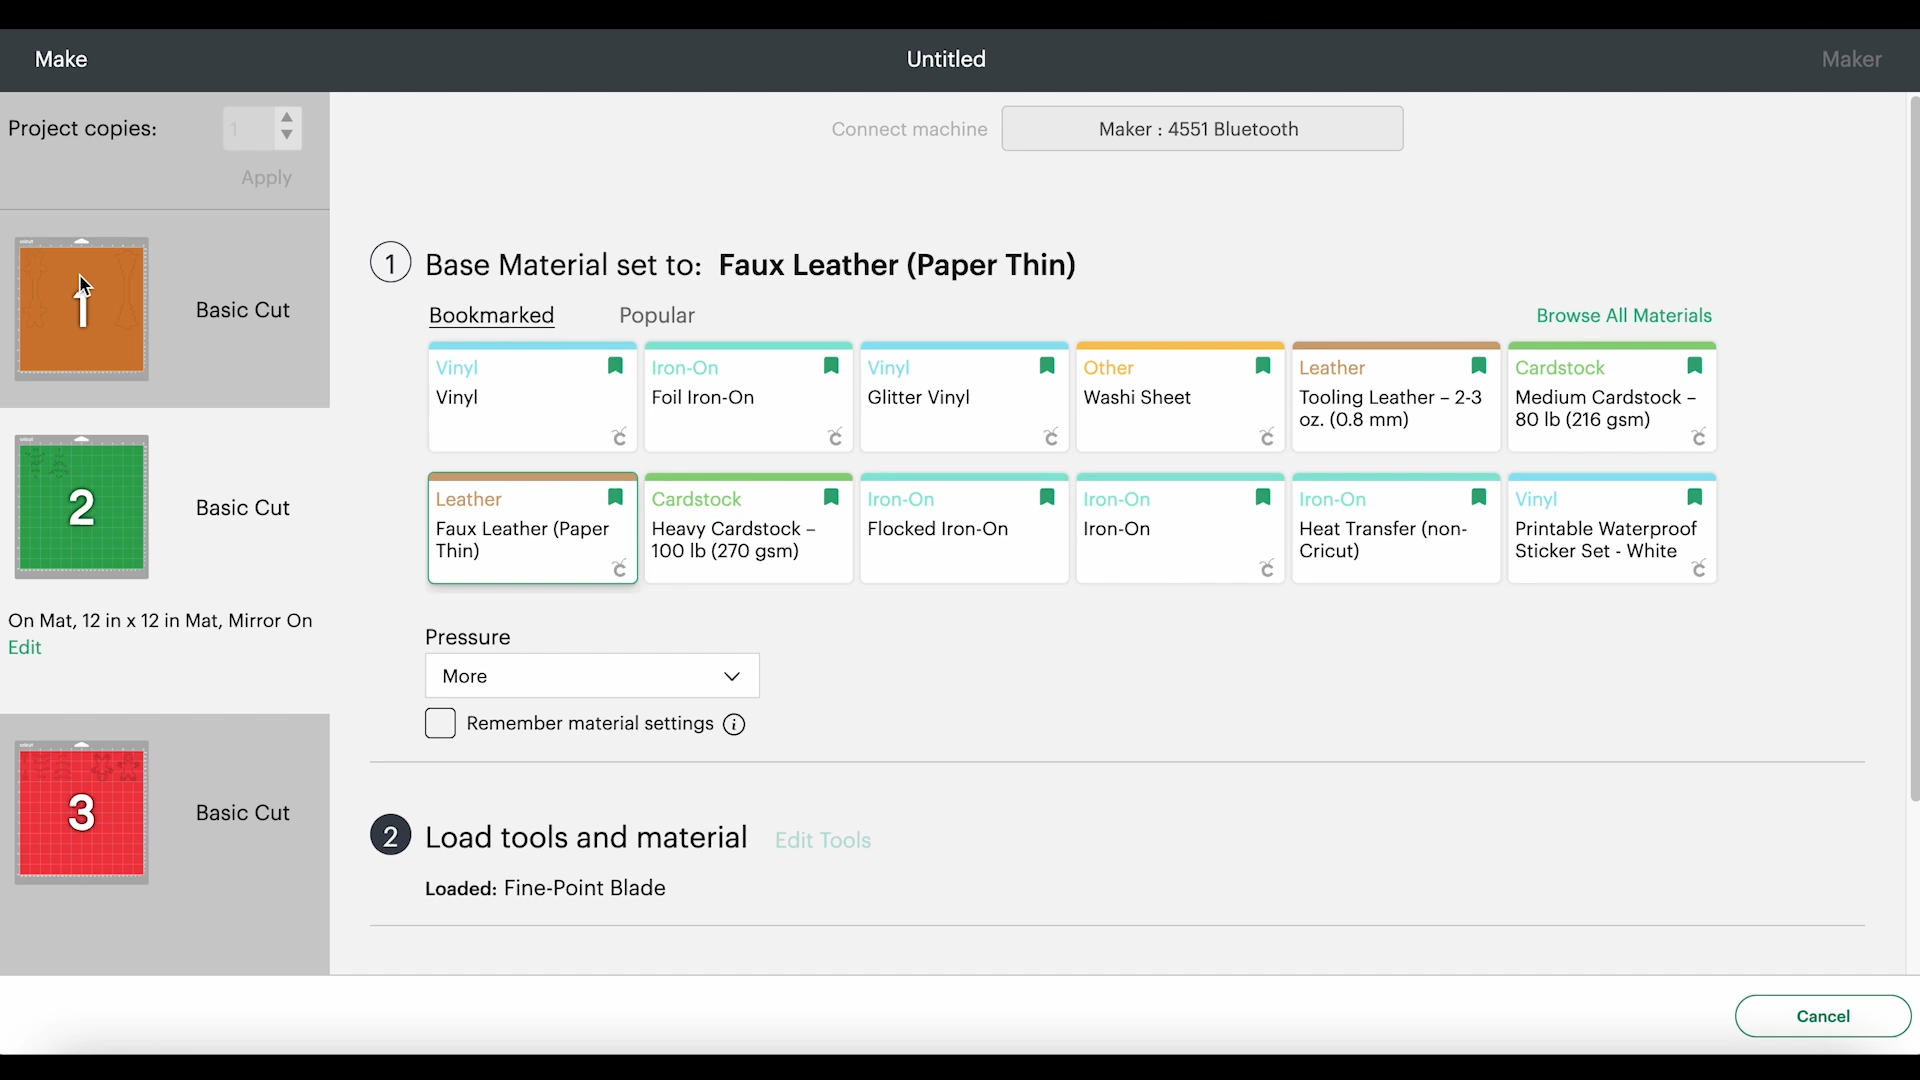 Make
Untitled
Maker
Project copies:
1
Apply
Connect machine
Maker : 4551 Bluetooth
1
Basic Cut
2
Basic Cut
On Mat, 12 in x 12 in Mat, Mirror On
Edit
3
Basic Cut
1 Base Material set to: Faux Leather (Paper Thin)
Bookmarked
Popular
Browse All Materials
Vinyl
Vinyl
Iron-On
Foil Iron-On
Vinyl
Glitter Vinyl
Other
Washi Sheet
Leather
Tooling Leather – 2-3
oz. (0.8 mm)
Cardstock
Medium Cardstock –
80 lb (216 gsm)
Leather
Faux Leather (Paper
Thin)
Cardstock
Heavy Cardstock –
100 lb (270 gsm)
Iron-On
Flocked Iron-On
Iron-On
Iron-On
Iron-On
Heat Transfer (non-
Cricut)
Vinyl
Printable Waterproof
Sticker Set - White
Pressure
More
Remember material settings
2 Load tools and material
Edit Tools
Loaded: Fine-Point Blade
Cancel